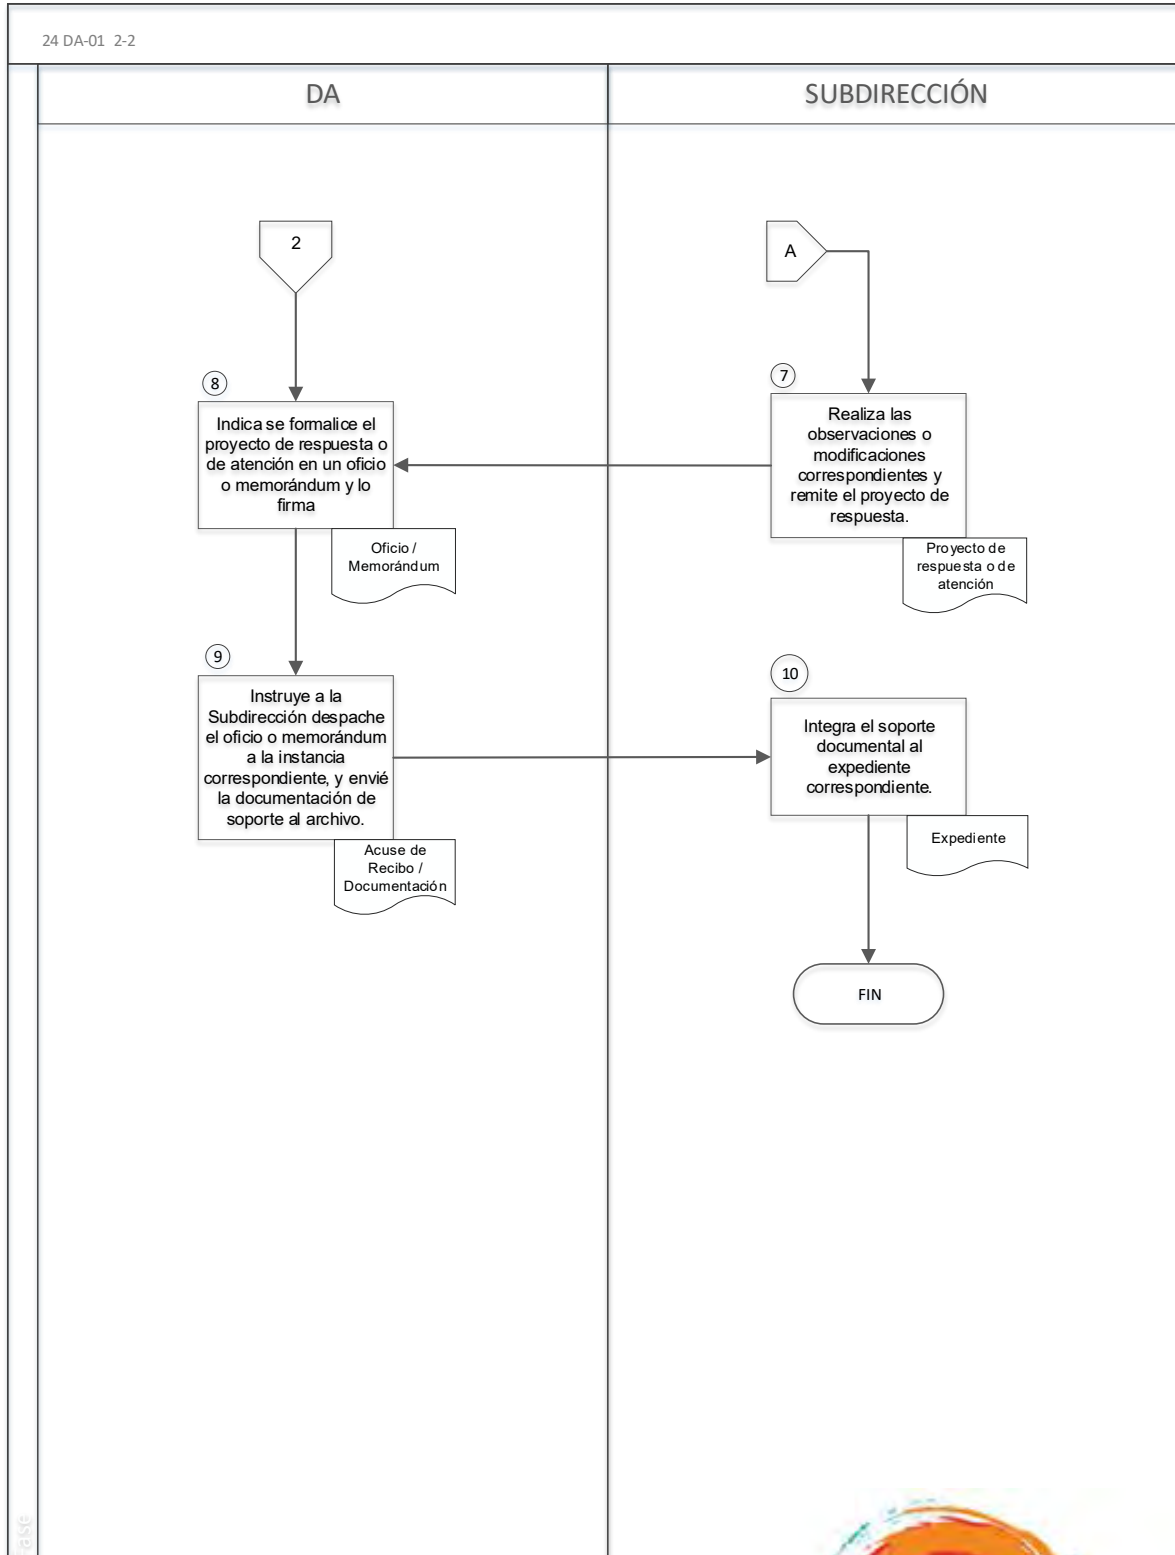 24 DA-01 2-2
DA
SUBDIRECCIÓN
2
A
8
Indica se formalice el
proyecto de respuesta o
de atención en un oficio
o memorándum y lo
firma
Oficio /
Memorándum
7
Realiza las
observaciones o
modificaciones
correspondientes y
remite el proyecto de
respuesta.
Proyecto de
respuesta o de
atención
9
Instruye a la
Subdirección despache
el oficio o memorándum
a la instancia
correspondiente, y envié
la documentación de
soporte al archivo.
Acuse de
Recibo /
Documentación
10
Integra el soporte
documental al
expediente
correspondiente.
Expediente
FIN